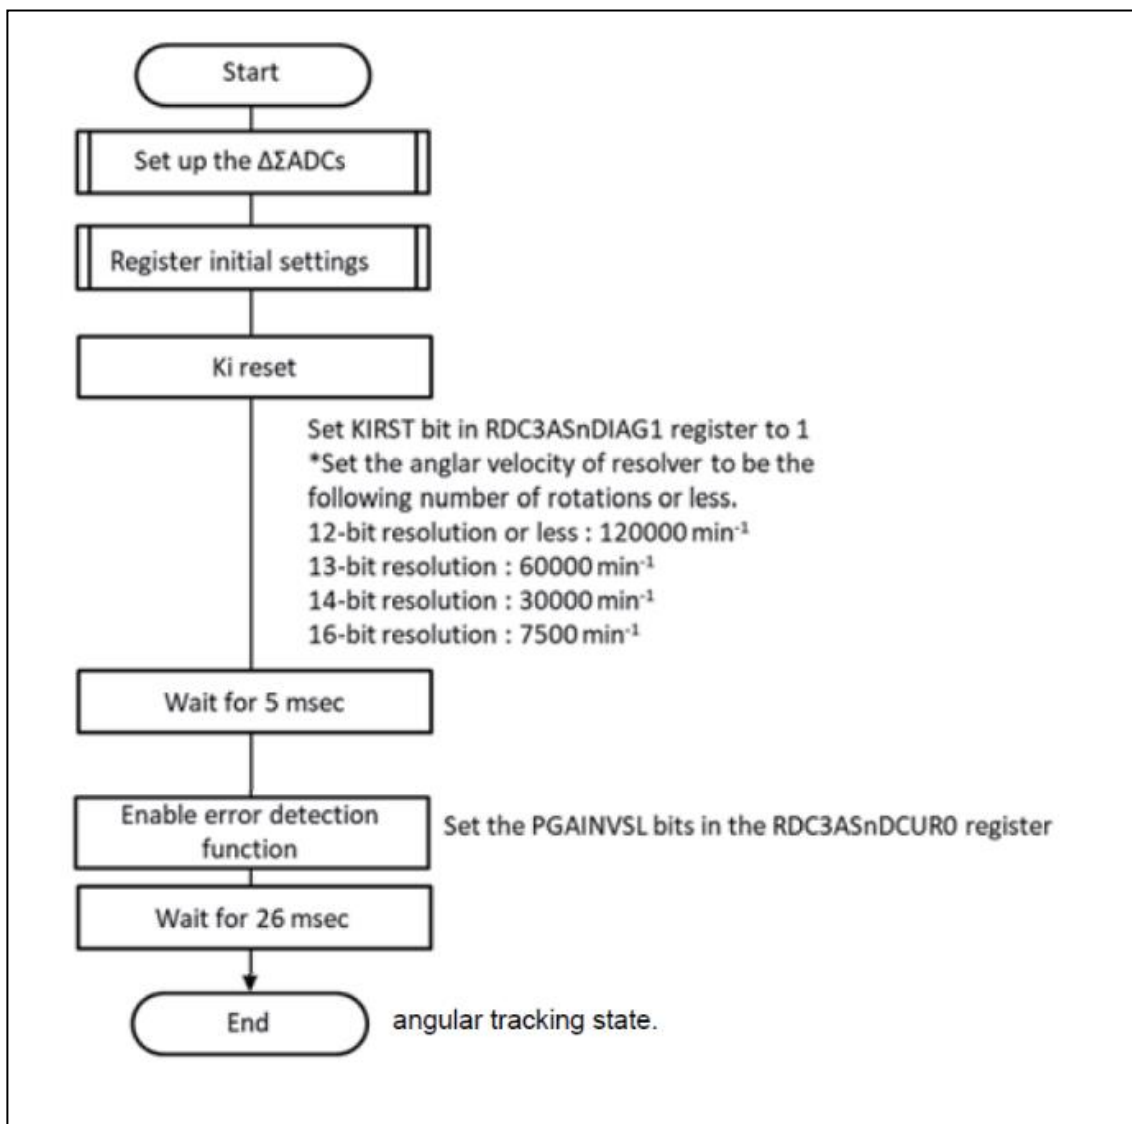 Start
Set up the ΔΣADCs
Register initial settings
Ki reset
Set KIRST bit in RDC3ASnDIAG1 register to 1
*Set the anglar velocity of resolver to be the
following number of rotations or less.
12-bit resolution or less : 120000 min⁻¹
13-bit resolution : 60000 min⁻¹
14-bit resolution : 30000 min⁻¹
16-bit resolution : 7500 min⁻¹
Wait for 5 msec
Enable error detection
function
Set the PGAINVSL bits in the RDC3ASnDCUR0 register
Wait for 26 msec
End
angular tracking state.